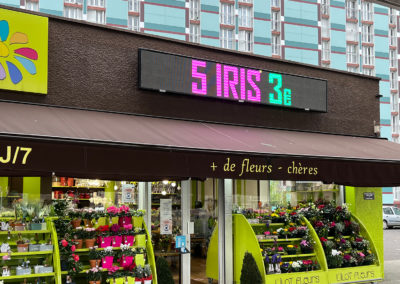 5 IRIS 3€
J/7
+ de fleurs - chères